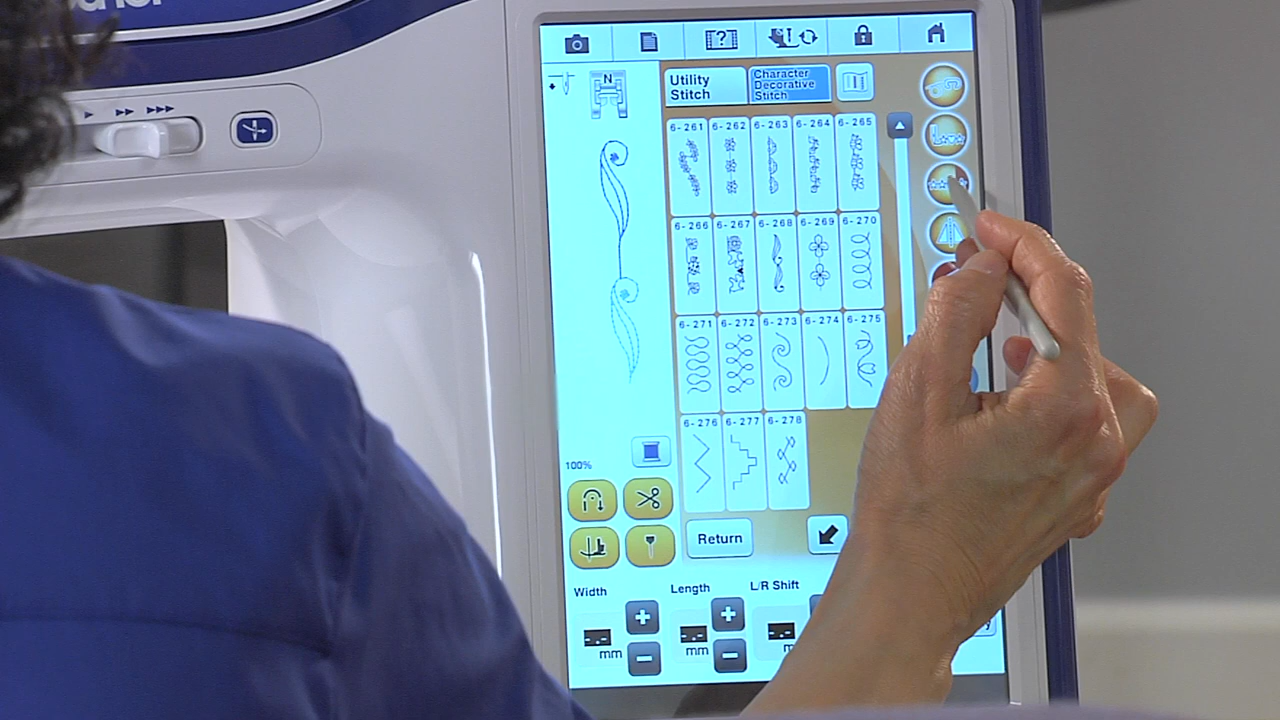 N
Utility
Stitch
Character
Decorative
Stitch
6-261 6-262 6-263 6-264 6-265
6-266 6-267 6-268 6-269 6-270
6-271 6-272 6-273 6-274 6-275
6-276 6-277 6-278
100%
Return
Width Length L/R Shift
mm mm